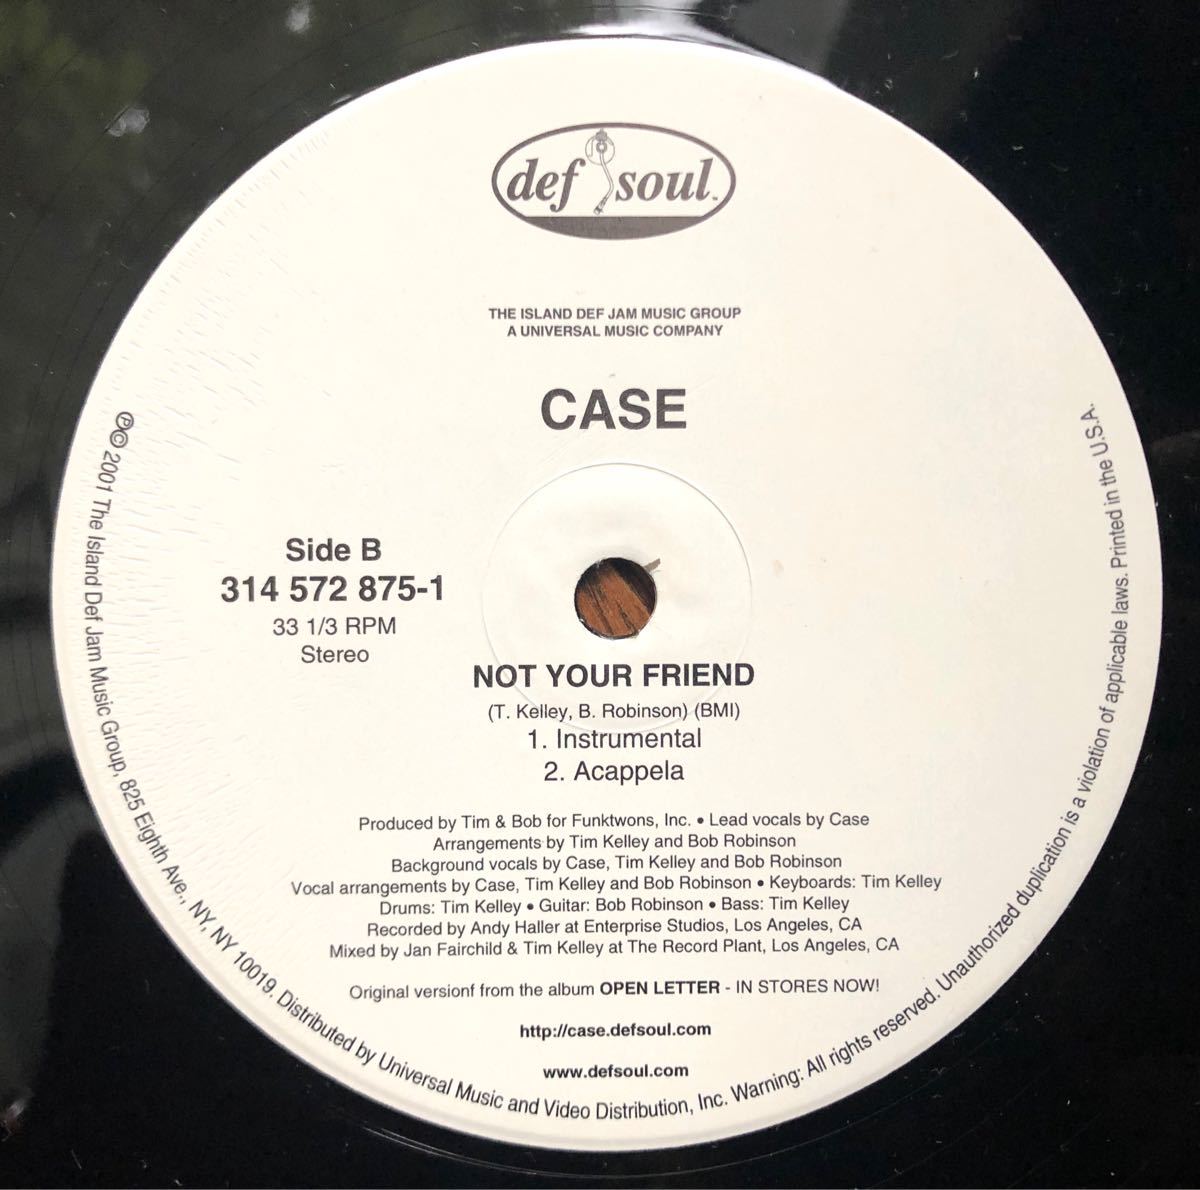 def soul.
THE ISLAND DEF JAM MUSIC GROUP
A UNIVERSAL MUSIC COMPANY
CASE
Side B
314 572 875-1
33 1/3 RPM
Stereo
NOT YOUR FRIEND
(T. Kelley, B. Robinson) (BMI)
1. Instrumental
2. Acappela
Produced by Tim & Bob for Funktwons, Inc. • Lead vocals by Case
Arrangements by Tim Kelley and Bob Robinson
Background vocals by Case, Tim Kelley and Bob Robinson
Vocal arrangements by Case, Tim Kelley and Bob Robinson • Keyboards: Tim Kelley
Drums: Tim Kelley • Guitar: Bob Robinson • Bass: Tim Kelley
Recorded by Andy Haller at Enterprise Studios, Los Angeles, CA
Mixed by Jan Fairchild & Tim Kelley at The Record Plant, Los Angeles, CA
Original versionf from the album OPEN LETTER - IN STORES NOW!
http://case.defsoul.com
www.defsoul.com
℗© 2001 The Island Def Jam Music Group, 825 Eighth Ave., NY, NY 10019. Distributed by Universal Music and Video Distribution, Inc. Warning: All rights reserved. Unauthorized duplication is a violation of applicable laws. Printed in the U.S.A.